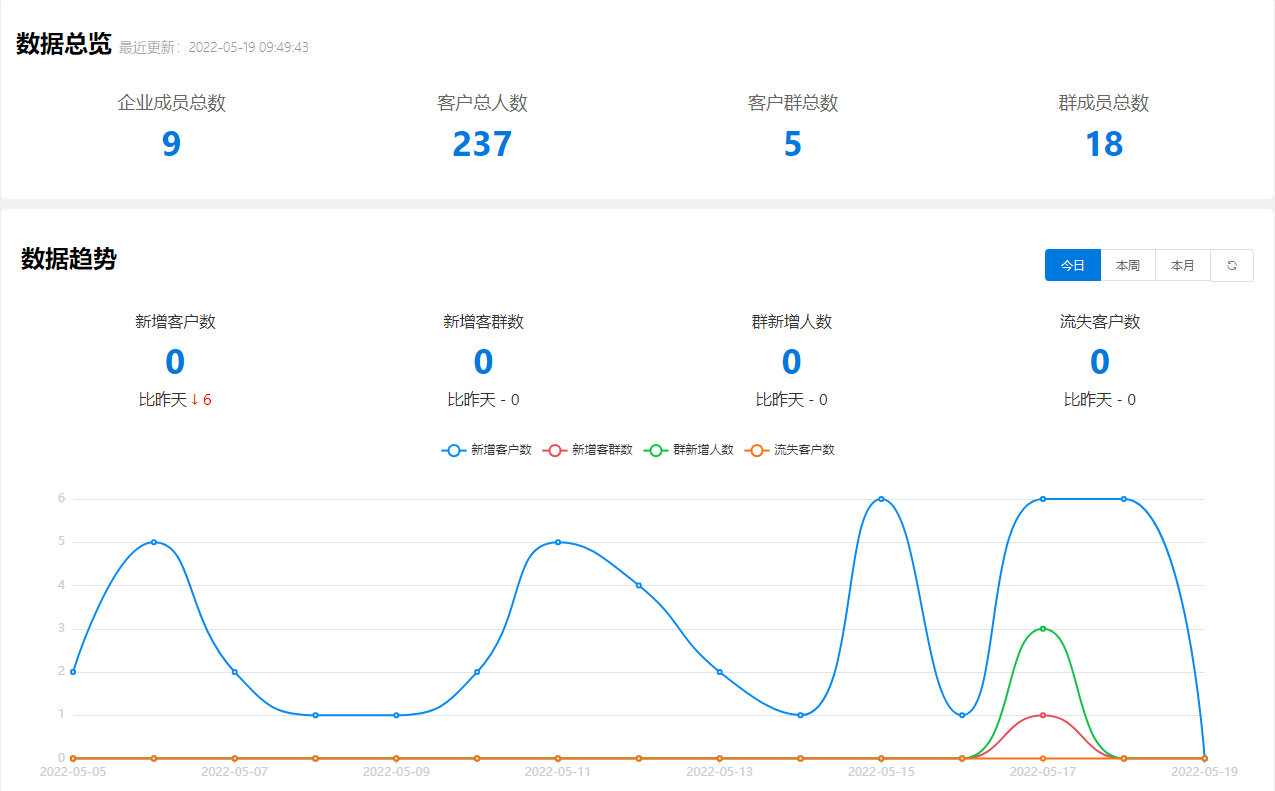 数据总览 最近更新：2022-05-19 09:49:43
企业成员总数 客户总人数 客户群总数 群成员总数
9 237 5 18
数据趋势 今日 本周 本月
新增客户数 新增客群数 群新增人数 流失客户数
0 0 0 0
比昨天 ↓ 6 比昨天 - 0 比昨天 - 0 比昨天 - 0
新增客户数 新增客群数 群新增人数 流失客户数
6
5
4
3
2
1
0
2022-05-05 2022-05-07 2022-05-09 2022-05-11 2022-05-13 2022-05-15 2022-05-17 2022-05-19